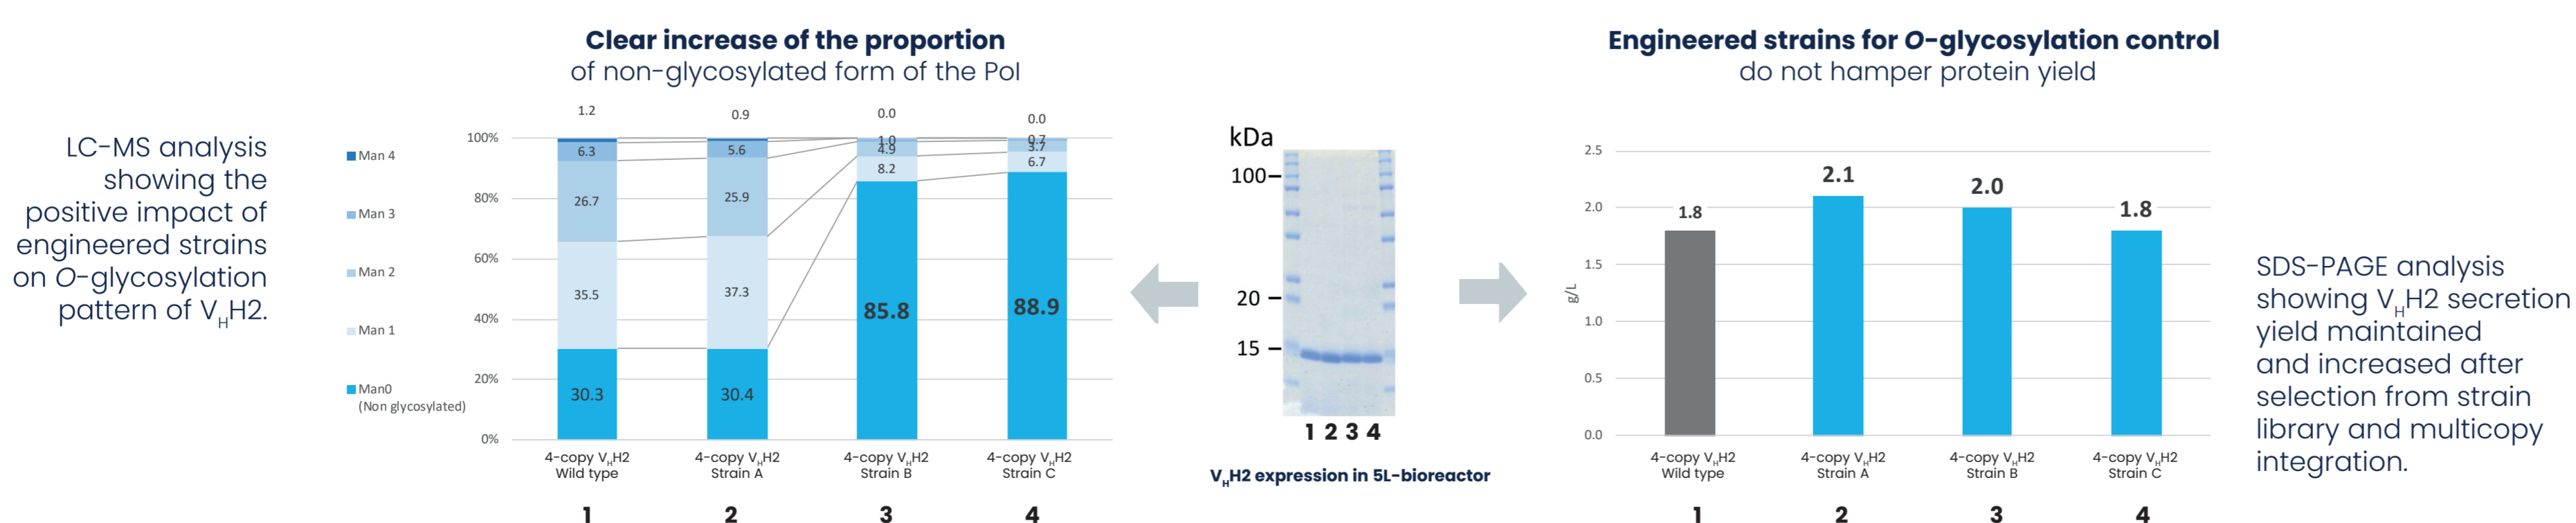 Clear increase of the proportion
of non-glycosylated form of the PoI
LC-MS analysis
showing the
positive impact of
engineered strains
on O-glycosylation
pattern of VHH2.
Man 4
Man 3
Man 2
Man 1
Man0
(Non glycosylated)
100%
80%
60%
40%
20%
0%
1.2
6.3
26.7
35.5
30.3
0.9
5.6
25.9
37.3
30.4
0.0
1.0
4.9
8.2
85.8
0.0
0.7
3.7
6.7
88.9
4-copy VHH2
Wild type
4-copy VHH2
Strain A
4-copy VHH2
Strain B
4-copy VHH2
Strain C
1
2
3
4
kDa
100
20
15
1 2 3 4
VHH2 expression in 5L-bioreactor
Engineered strains for O-glycosylation control
do not hamper protein yield
2.5
2.0
1.5
1.0
0.5
0.0
g/L
1.8
2.1
2.0
1.8
4-copy VHH2
Wild type
4-copy VHH2
Strain A
4-copy VHH2
Strain B
4-copy VHH2
Strain C
1
2
3
4
SDS-PAGE analysis
showing VHH2 secretion
yield maintained
and increased after
selection from strain
library and multicopy
integration.